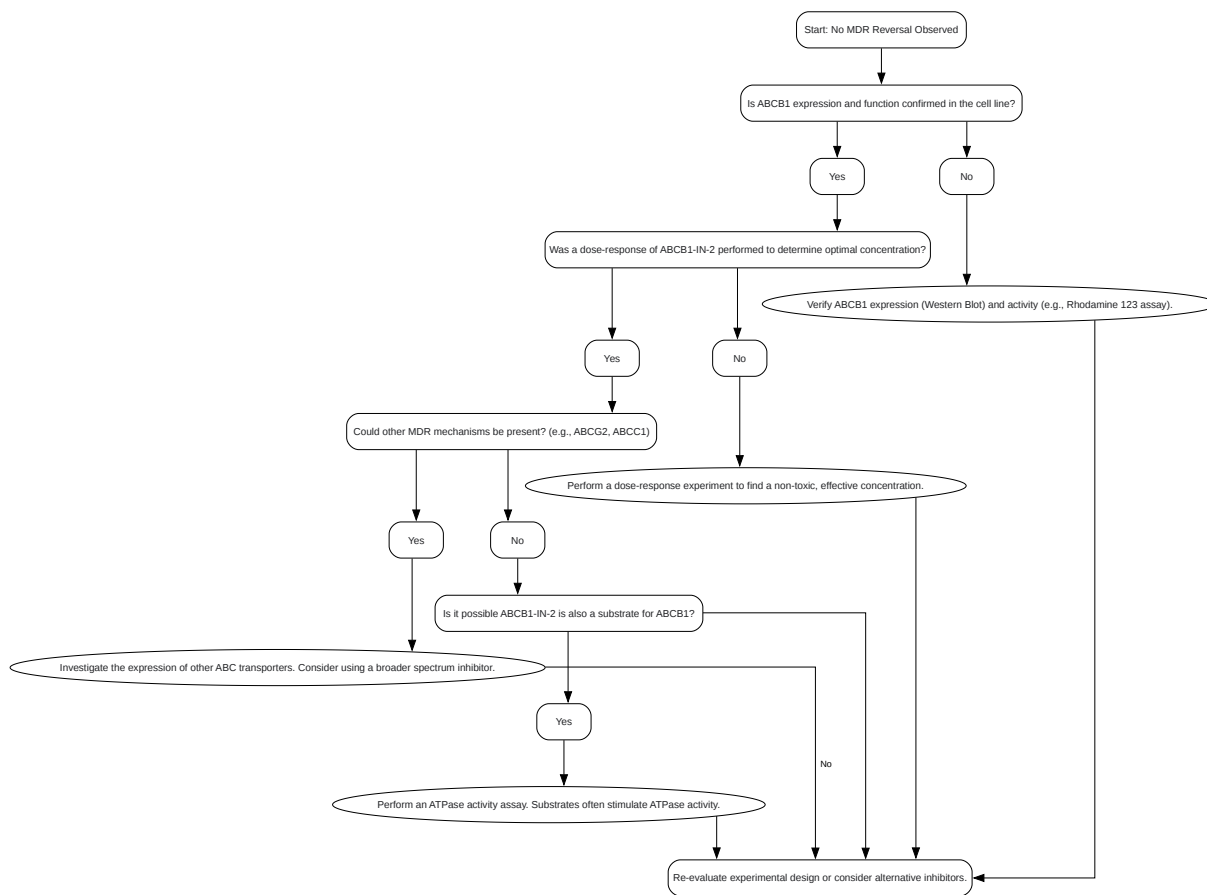 Start: No MDR Reversal Observed
Is ABCB1 expression and function confirmed in the cell line?
Yes
No
Was a dose-response of ABCB1-IN-2 performed to determine optimal concentration?
Verify ABCB1 expression (Western Blot) and activity (e.g., Rhodamine 123 assay).
Yes
No
Could other MDR mechanisms be present? (e.g., ABCG2, ABCC1)
Perform a dose-response experiment to find a non-toxic, effective concentration.
Yes
No
Is it possible ABCB1-IN-2 is also a substrate for ABCB1?
Investigate the expression of other ABC transporters. Consider using a broader spectrum inhibitor.
Yes
No
Perform an ATPase activity assay. Substrates often stimulate ATPase activity.
Re-evaluate experimental design or consider alternative inhibitors.